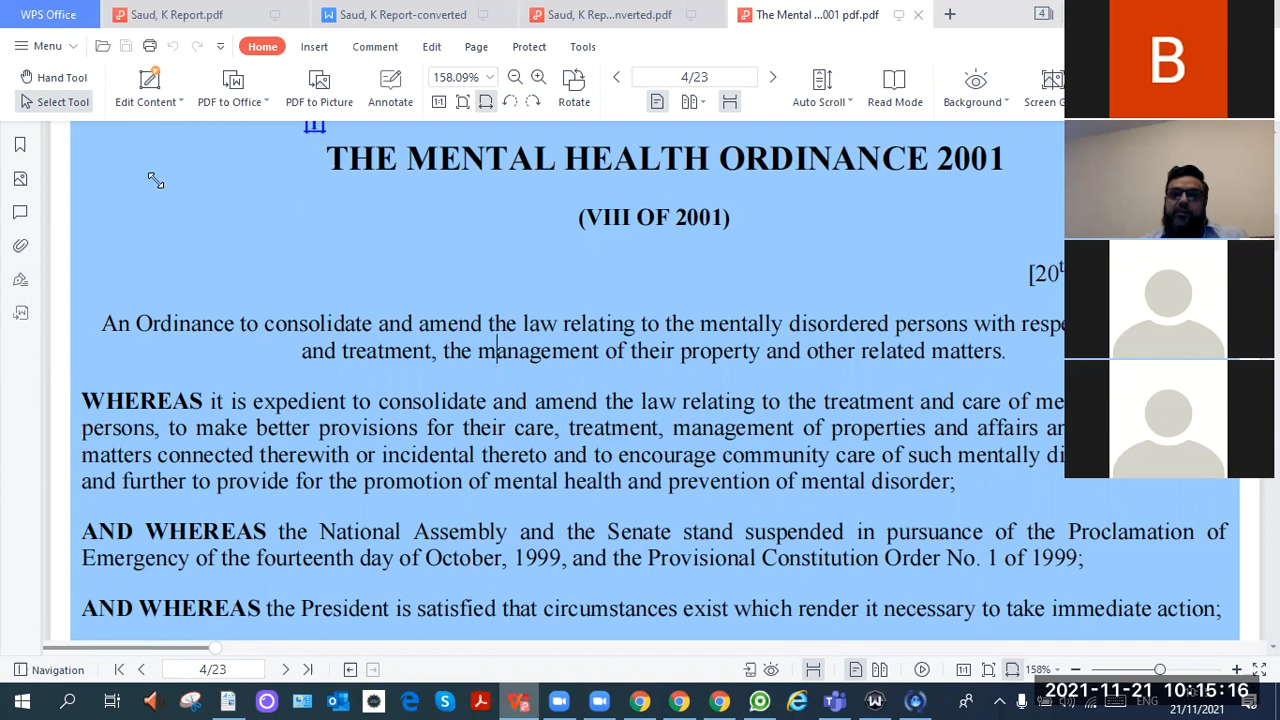 WPS Office
Saud, K Report.pdf
Saud, K Report-converted
Saud, K Rep...nverted.pdf
The Mental ...001 pdf.pdf
4
Menu
Home
Insert
Comment
Edit
Page
Protect
Tools
Hand Tool
Select Tool
Edit Content
PDF to Office
PDF to Picture
Annotate
158.09%
Rotate
4/23
Auto Scroll
Read Mode
Background
Screen G
B
[1]
THE MENTAL HEALTH ORDINANCE 2001
(VIII OF 2001)
[20t
An Ordinance to consolidate and amend the law relating to the mentally disordered persons with respe
and treatment, the management of their property and other related matters.
WHEREAS it is expedient to consolidate and amend the law relating to the treatment and care of me
persons, to make better provisions for their care, treatment, management of properties and affairs an
matters connected therewith or incidental thereto and to encourage community care of such mentally di
and further to provide for the promotion of mental health and prevention of mental disorder;
AND WHEREAS the National Assembly and the Senate stand suspended in pursuance of the Proclamation of
Emergency of the fourteenth day of October, 1999, and the Provisional Constitution Order No. 1 of 1999;
AND WHEREAS the President is satisfied that circumstances exist which render it necessary to take immediate action;
Navigation
4/23
158%
ENG
2021-11-21 10:15:16
21/11/2021